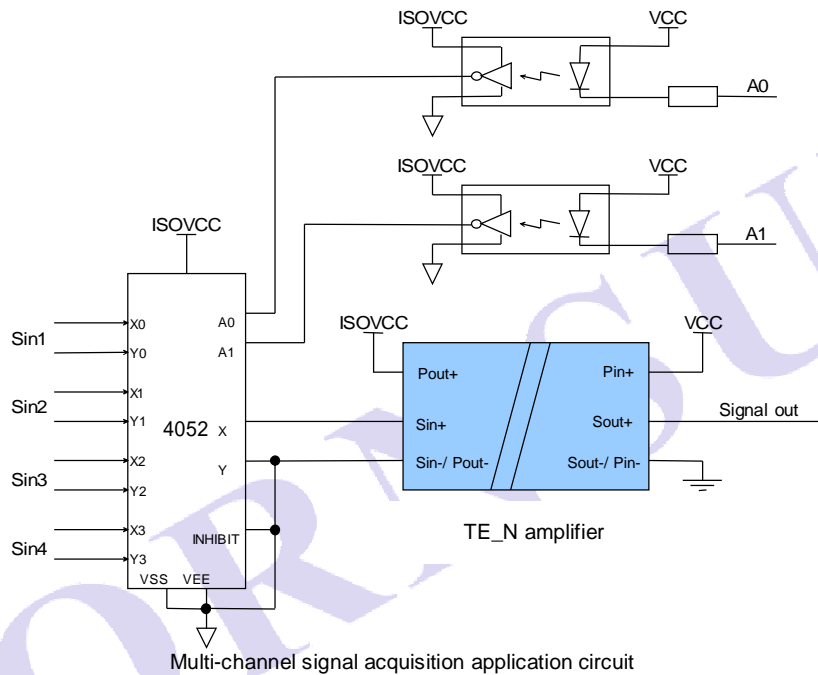 ISOVCC
VCC
A0
ISOVCC
VCC
A1
ISOVCC
Sin1
Sin2
Sin3
Sin4
X0
Y0
X1
Y1
X2
Y2
X3
Y3
4052
A0
A1
X
Y
INHIBIT
VSS VEE
ISOVCC
VCC
Pout+
Pin+
Sin+
Sout+
Signal out
Sin-/ Pout-
Sout-/ Pin-
TE_N amplifier
Multi-channel signal acquisition application circuit
ORNSU